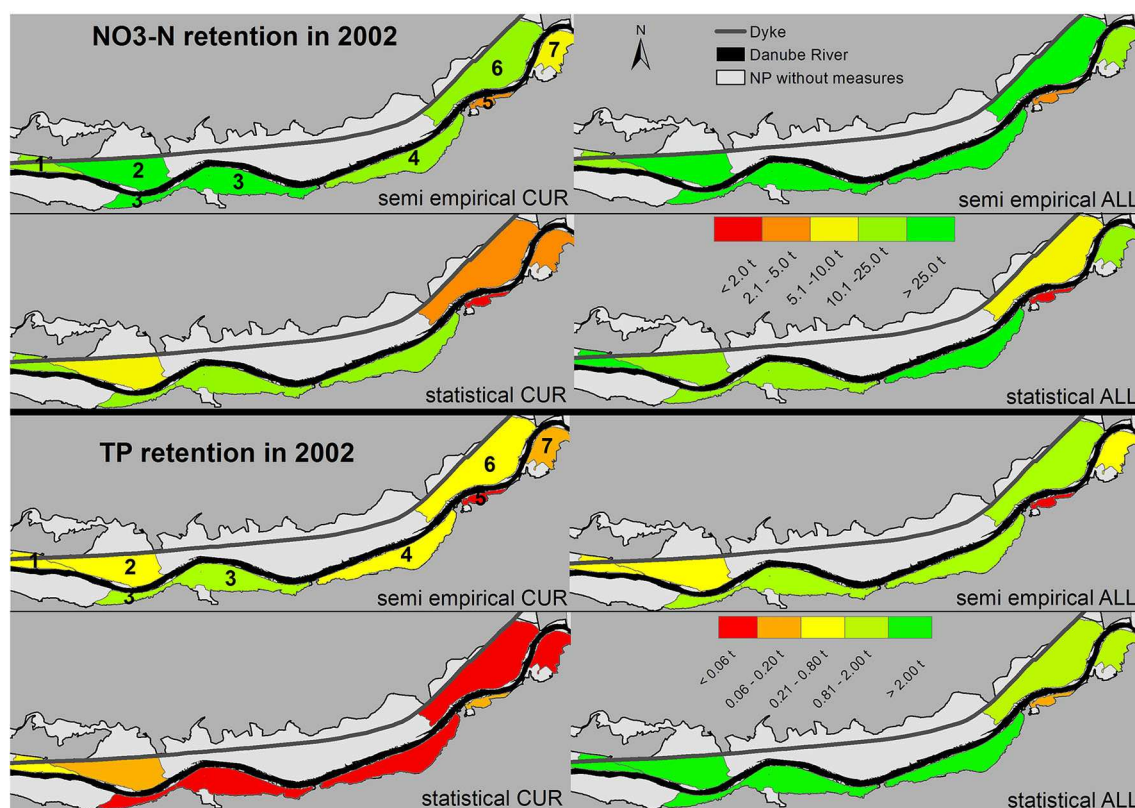 NO3-N retention in 2002
1
2
3
3
4
5
6
7
semi empirical CUR
N
Dyke
Danube River
NP without measures
semi empirical ALL
statistical CUR
< 2.0 t
2.1 - 5.0 t
5.1 -10.0 t
10.1 -25.0 t
> 25.0 t
statistical ALL
TP retention in 2002
1
2
3
3
4
5
6
7
semi empirical CUR
semi empirical ALL
statistical CUR
< 0.06 t
0.06 - 0.20 t
0.21 - 0.80 t
0.81 - 2.00 t
> 2.00 t
statistical ALL